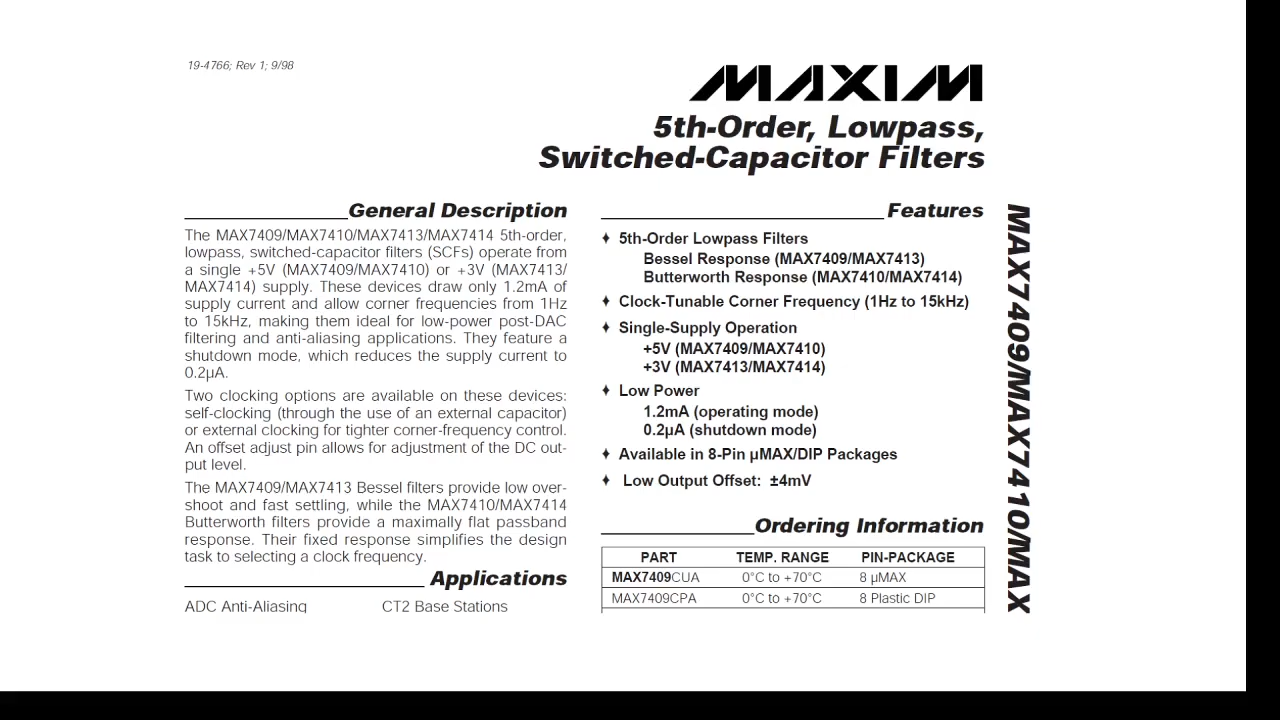 19-4766; Rev 1; 9/98
MAXIM
5th-Order, Lowpass,
Switched-Capacitor Filters
General Description
The MAX7409/MAX7410/MAX7413/MAX7414 5th-order,
lowpass, switched-capacitor filters (SCFs) operate from
a single +5V (MAX7409/MAX7410) or +3V (MAX7413/
MAX7414) supply. These devices draw only 1.2mA of
supply current and allow corner frequencies from 1Hz
to 15kHz, making them ideal for low-power post-DAC
filtering and anti-aliasing applications. They feature a
shutdown mode, which reduces the supply current to
0.2µA.
Two clocking options are available on these devices:
self-clocking (through the use of an external capacitor)
or external clocking for tighter corner-frequency control.
An offset adjust pin allows for adjustment of the DC out-
put level.
The MAX7409/MAX7413 Bessel filters provide low over-
shoot and fast settling, while the MAX7410/MAX7414
Butterworth filters provide a maximally flat passband
response. Their fixed response simplifies the design
task to selecting a clock frequency.
Applications
ADC Anti-Aliasing CT2 Base Stations
Features
♦ 5th-Order Lowpass Filters
Bessel Response (MAX7409/MAX7413)
Butterworth Response (MAX7410/MAX7414)
♦ Clock-Tunable Corner Frequency (1Hz to 15kHz)
♦ Single-Supply Operation
+5V (MAX7409/MAX7410)
+3V (MAX7413/MAX7414)
♦ Low Power
1.2mA (operating mode)
0.2µA (shutdown mode)
♦ Available in 8-Pin µMAX/DIP Packages
♦ Low Output Offset: ±4mV
Ordering Information
PART TEMP. RANGE PIN-PACKAGE
MAX7409CUA 0°C to +70°C 8 µMAX
MAX7409CPA 0°C to +70°C 8 Plastic DIP
MAX7409/MAX7410/MAX